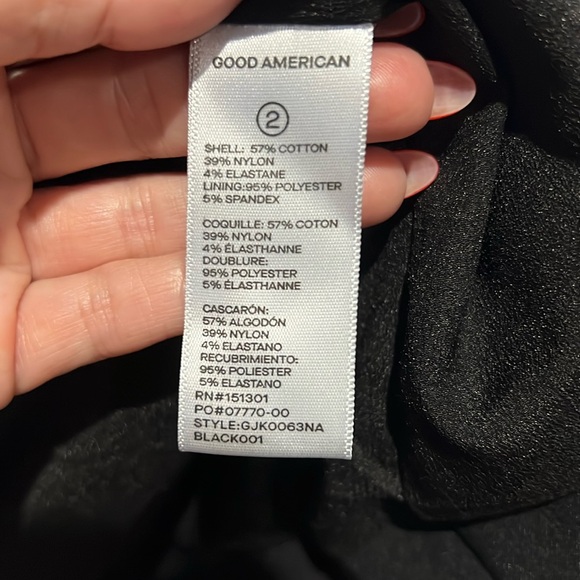 GOOD AMERICAN
2
SHELL: 57% COTTON
39% NYLON
4% ELASTANE
LINING:95% POLYESTER
5% SPANDEX
COQUILLE: 57% COTON
39% NYLON
4% ÉLASTHANNE
DOUBLURE:
95% POLYESTER
5% ÉLASTHANNE
CASCARÓN:
57% ALGODÓN
39% NYLON
4% ELASTANO
RECUBRIMIENTO:
95% POLIESTER
5% ELASTANO
RN#151301
PO#07770-00
STYLE:GJK0063NA
BLACK001